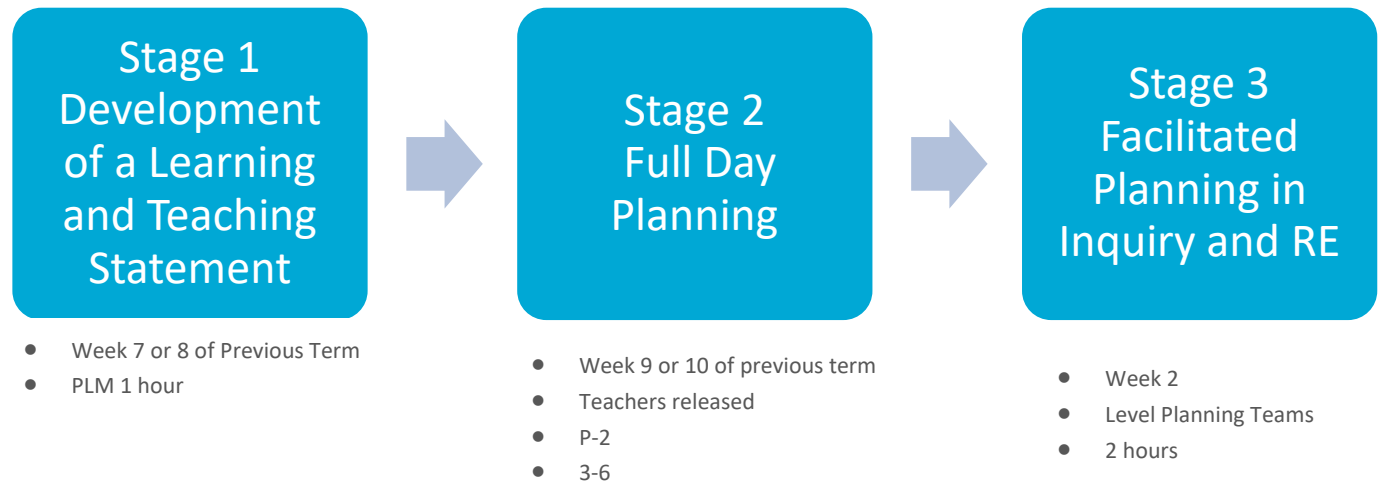 Stage 1
Development
of a Learning
and Teaching
Statement
● Week 7 or 8 of Previous Term
● PLM 1 hour
Stage 2
Full Day
Planning
● Week 9 or 10 of previous term
● Teachers released
● P-2
● 3-6
Stage 3
Facilitated
Planning in
Inquiry and RE
● Week 2
● Level Planning Teams
● 2 hours